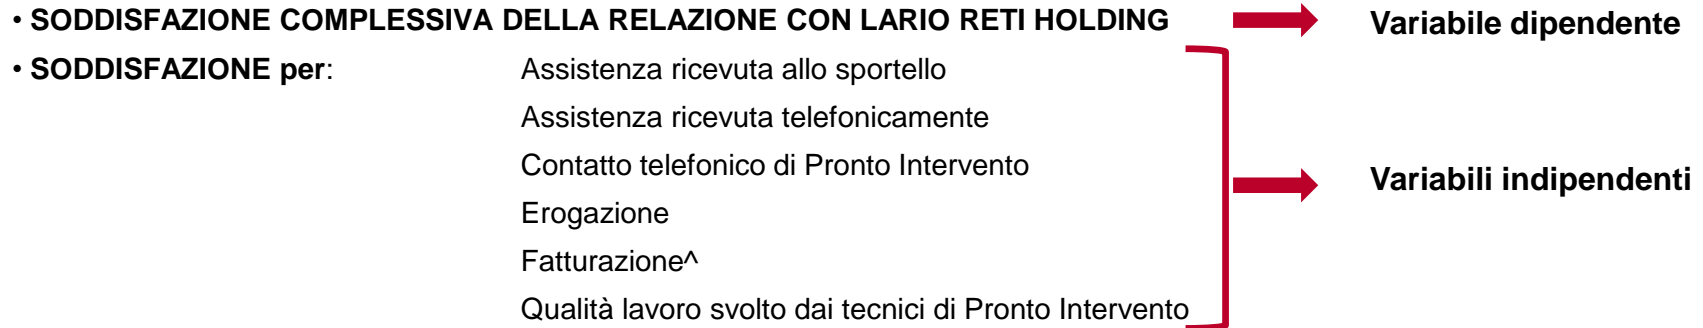 • SODDISFAZIONE COMPLESSIVA DELLA RELAZIONE CON LARIO RETI HOLDING Variabile dipendente
• SODDISFAZIONE per: Assistenza ricevuta allo sportello
Assistenza ricevuta telefonicamente
Contatto telefonico di Pronto Intervento
Variabili indipendenti
Erogazione
Fatturazione^
Qualità lavoro svolto dai tecnici di Pronto Intervento